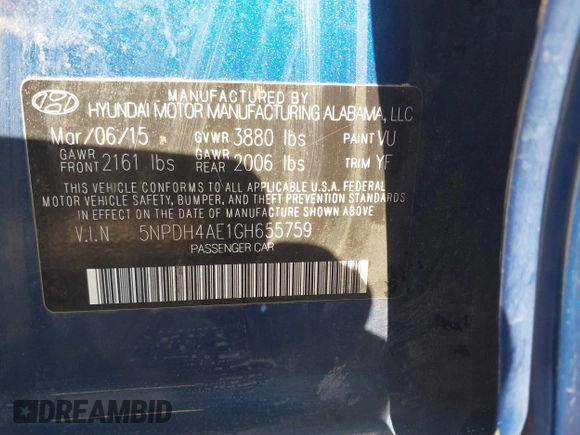 MANUFACTURED BY
HYUNDAI MOTOR MANUFACTURING ALABAMA, LLC
Mar/06/15 GVWR 3880 lbs PAINT VU
GAWR FRONT 2161 lbs GAWR REAR 2006 lbs TRIM YF
THIS VEHICLE CONFORMS TO ALL APPLICABLE U.S.A. FEDERAL
MOTOR VEHICLE SAFETY, BUMPER, AND THEFT PREVENTION STANDARDS
IN EFFECT ON THE DATE OF MANUFACTURE SHOWN ABOVE.
V.I.N 5NPDH4AE1GH655759
PASSENGER CAR
DREAMBID